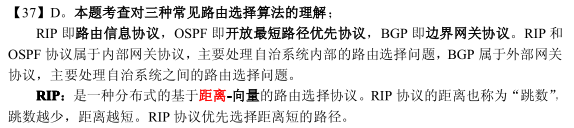 【37】D。本题考查对三种常见路由选择算法的理解；
RIP 即路由信息协议，OSPF 即开放最短路径优先协议，BGP 即边界网关协议。RIP 和
OSPF 协议属于内部网关协议，主要处理自治系统内部的路由选择问题，BGP 属于外部网关
协议，主要处理自治系统之间的路由选择问题。
RIP：是一种分布式的基于距离-向量的路由选择协议。RIP 协议的距离也称为“跳数”，
跳数越少，距离越短。RIP 协议优先选择距离短的路径。